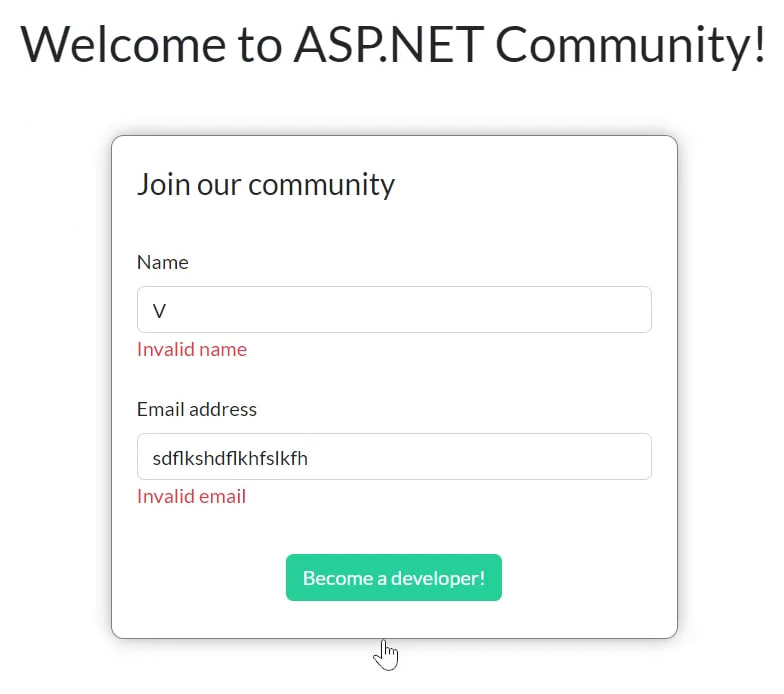 Welcome to ASP.NET Community!
Join our community
Name
V
Invalid name
Email address
sdflkshdflkhfslkfh
Invalid email
Become a developer!